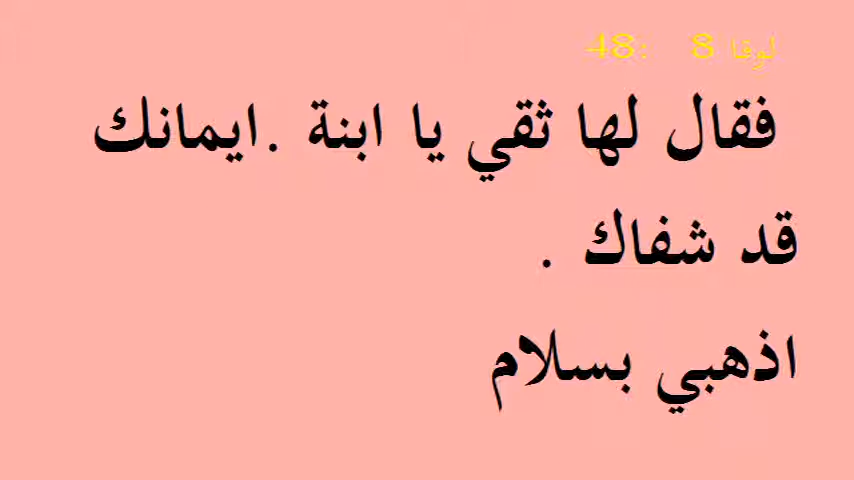 لوقا 8 :48
فقال لها ثقي يا ابنة .ايمانك
قد شفاك .
اذهبي بسلام